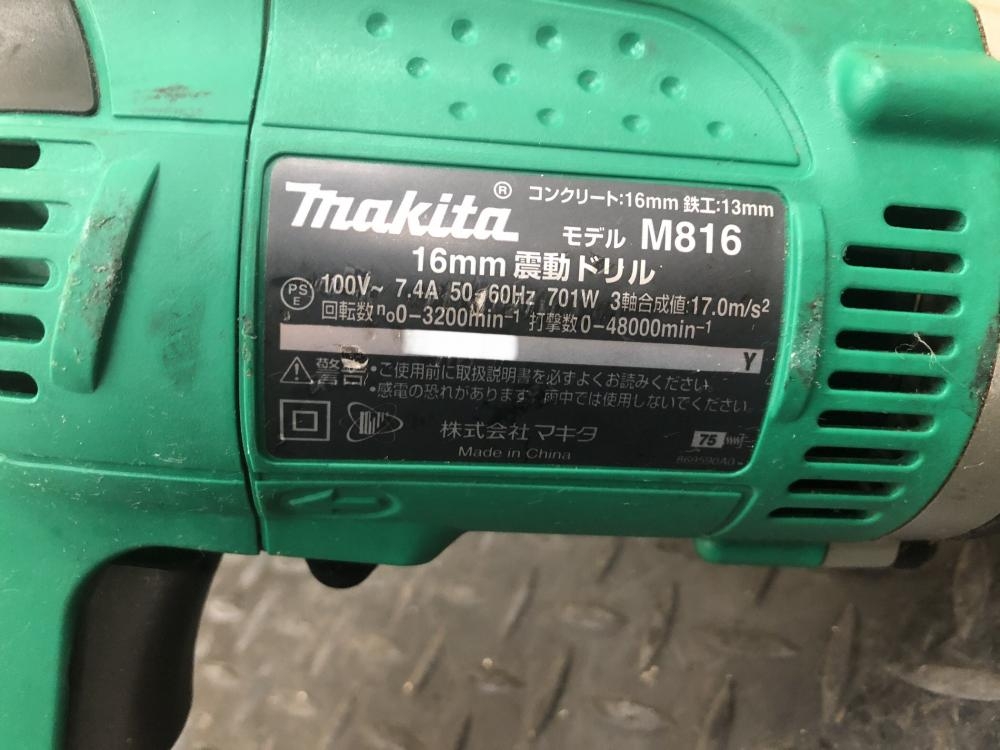 makita®
コンクリート:16mm 鉄工:13mm
モデル M816
16mm 震動ドリル
PS E 100V~ 7.4A 50/60Hz 701W 3軸合成値:17.0m/s²
回転数 n₀0-3200min⁻¹ 打撃数 0-48000min⁻¹
Y
⚠警告 •ご使用前に取扱説明書を必ずよくお読みください
•感電の恐れがあります 雨中では使用しないでください
株式会社 マキタ
75
Made in China